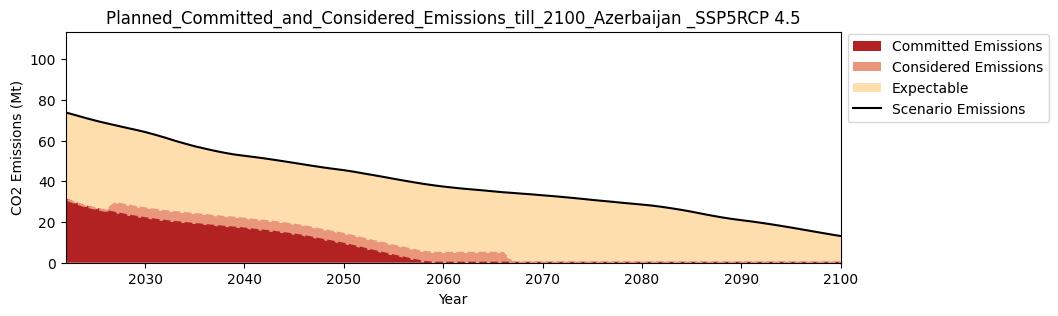 Planned_Committed_and_Considered_Emissions_till_2100_Azerbaijan _SSP5RCP 4.5
CO2 Emissions (Mt)
100
80
60
40
20
0
2030 2040 2050 2060 2070 2080 2090 2100
Year
Committed Emissions
Considered Emissions
Expectable
Scenario Emissions